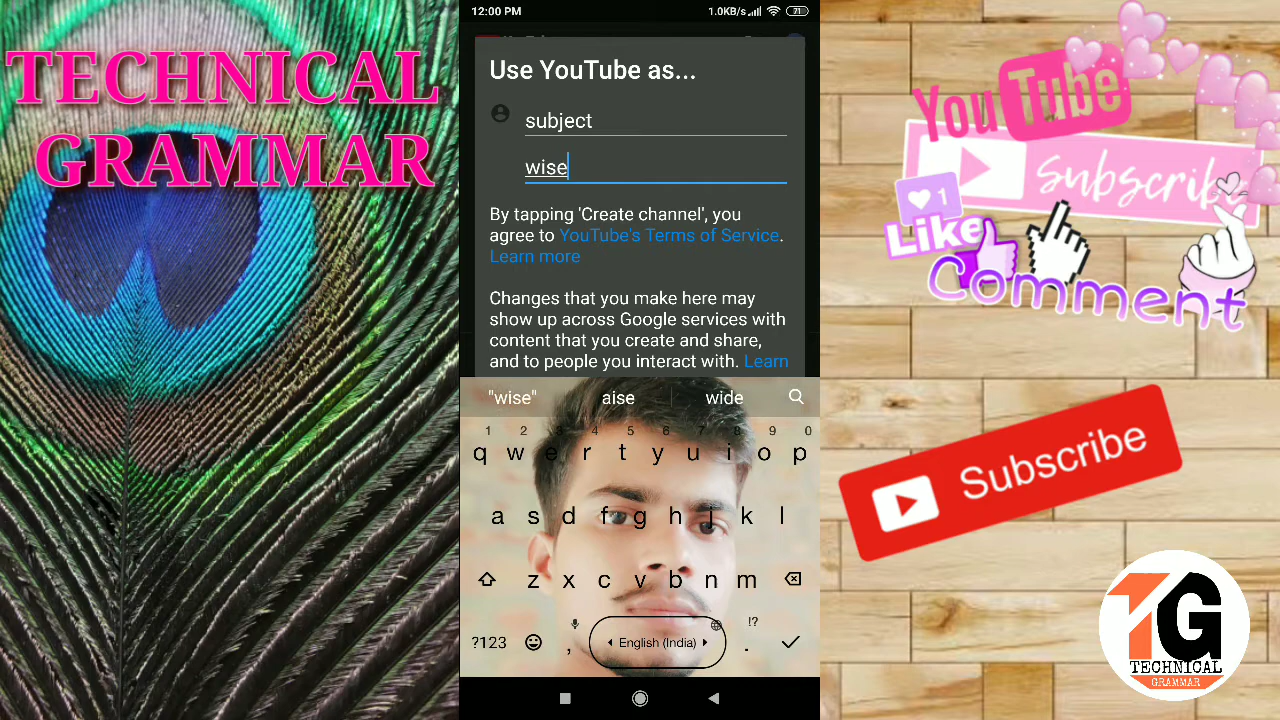 TECHNICAL
GRAMMAR
12:00 PM
1.0KB/s
71
Use YouTube as...
subject
wise
By tapping 'Create channel', you
agree to YouTube's Terms of Service.
Learn more
Changes that you make here may
show up across Google services with
content that you create and share,
and to people you interact with. Learn
"wise" aise wide
1 2 3 4 5 6 7 8 9 0
q w e r t y u i o p
a s d f g h j k l
z x c v b n m
!?
?123 , English (India) .
YouTube
Subscribe
1
Like
Comment
Subscribe
TG
TECHNICAL
GRAMMAR